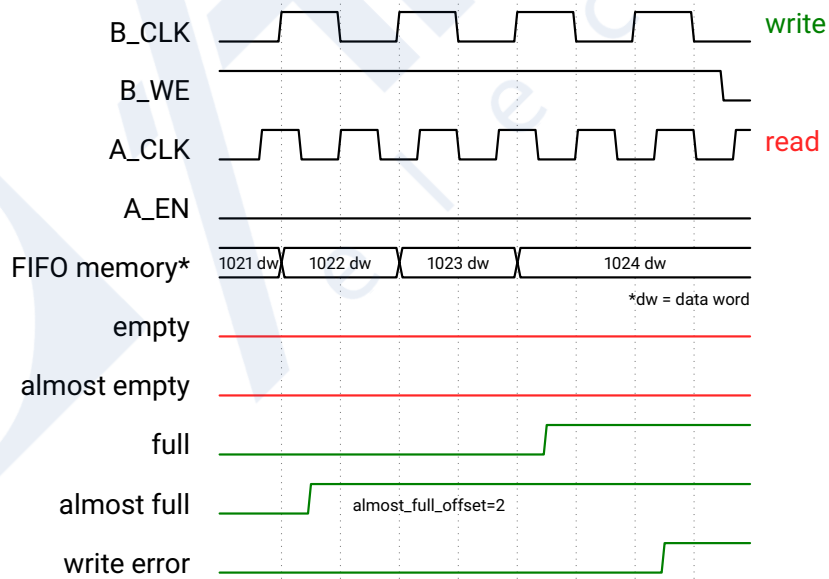 B_CLK
write
B_WE
A_CLK
read
A_EN
FIFO memory*
1021 dw
1022 dw
1023 dw
1024 dw
*dw = data word
empty
almost empty
full
almost full
almost_full_offset=2
write error